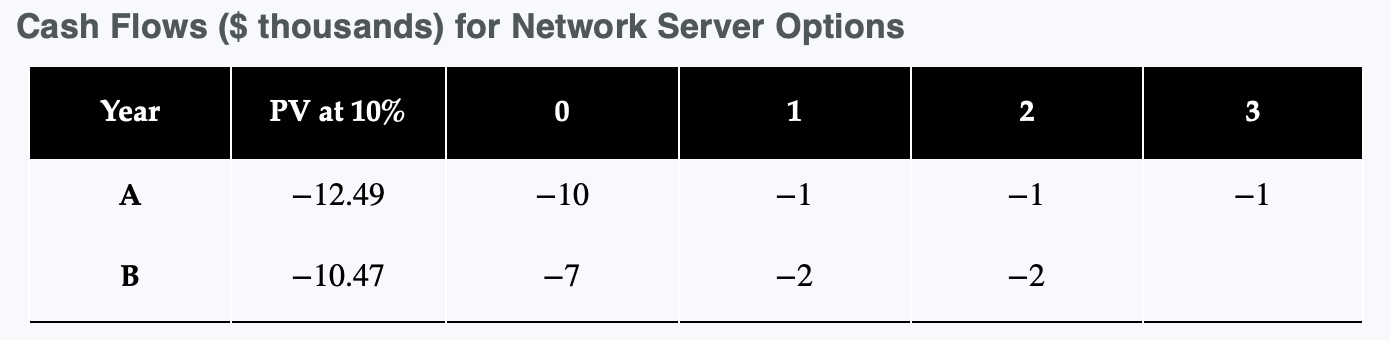 Cash Flows ($ thousands) for Network Server Options
Year PV at 10% 0 1 2 3
A −12.49 −10 −1 −1 −1
B −10.47 −7 −2 −2